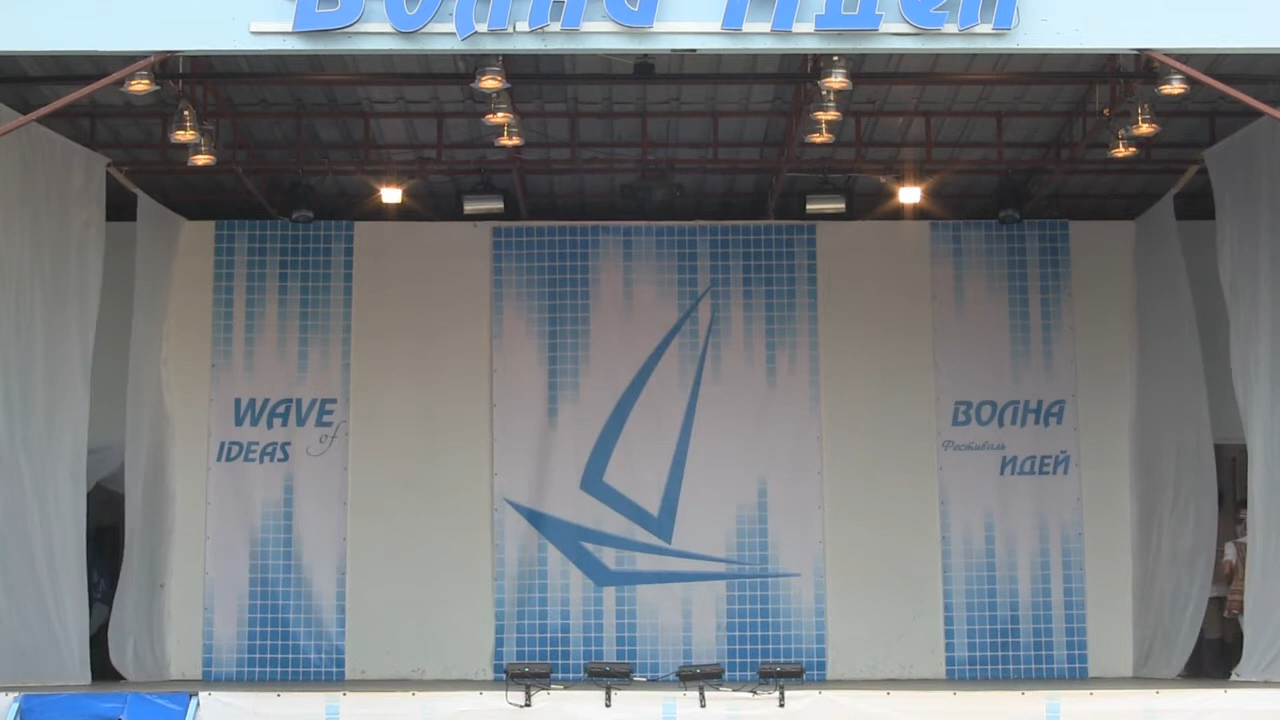 Волна Идей
WAVE
of
IDEAS
ВОЛНА
Фестиваль
ИДЕЙ